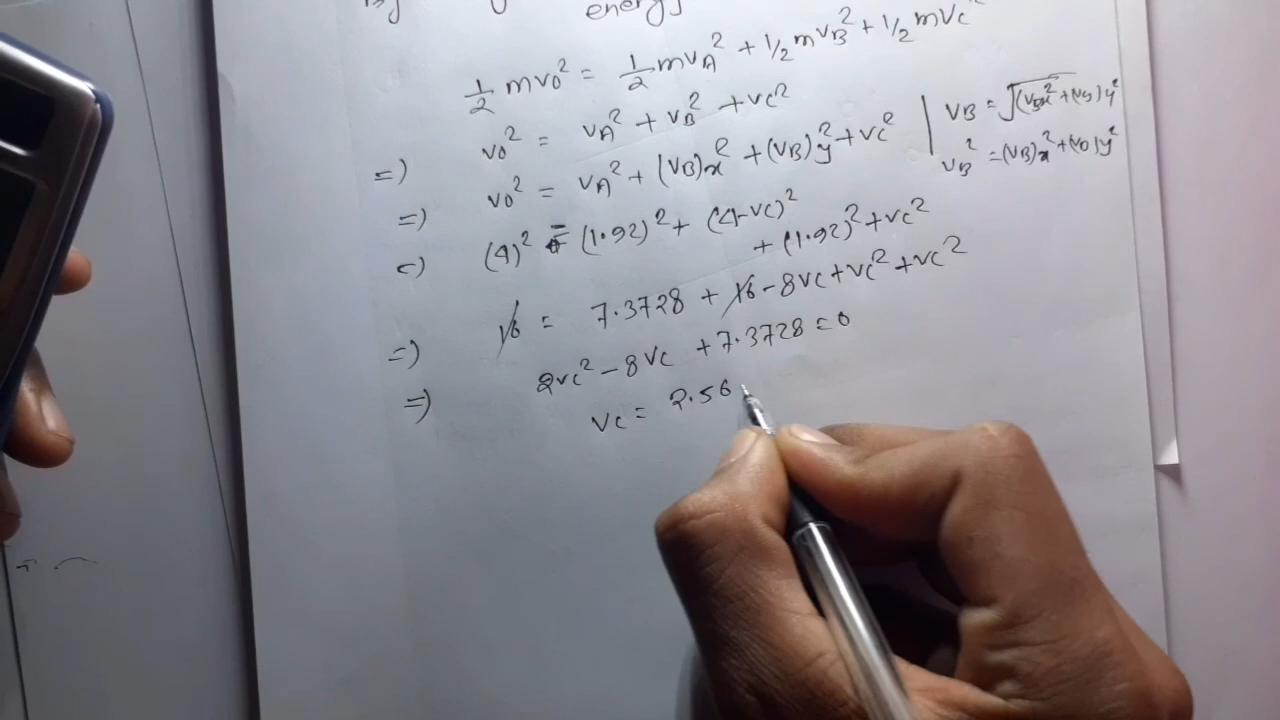 By energy
1/2 mv0² = 1/2 mvA² + 1/2 mvB² + 1/2 mvc²
=) v0² = vA² + vB² + vc²
=) v0² = vA² + (vB)x² + (vB)y² + vc²
=) (4)² = (1.92)² + (4-vc)²
+ (1.92)² + vc²
=) 16 = 7.3728 + 16 - 8vc + vc² + vc²
=) 2vc² - 8vc + 7.3728 = 0
vc = 2.56
vB = √(vB)x² + (vB)y²
vB² = (vB)x² + (vB)y²